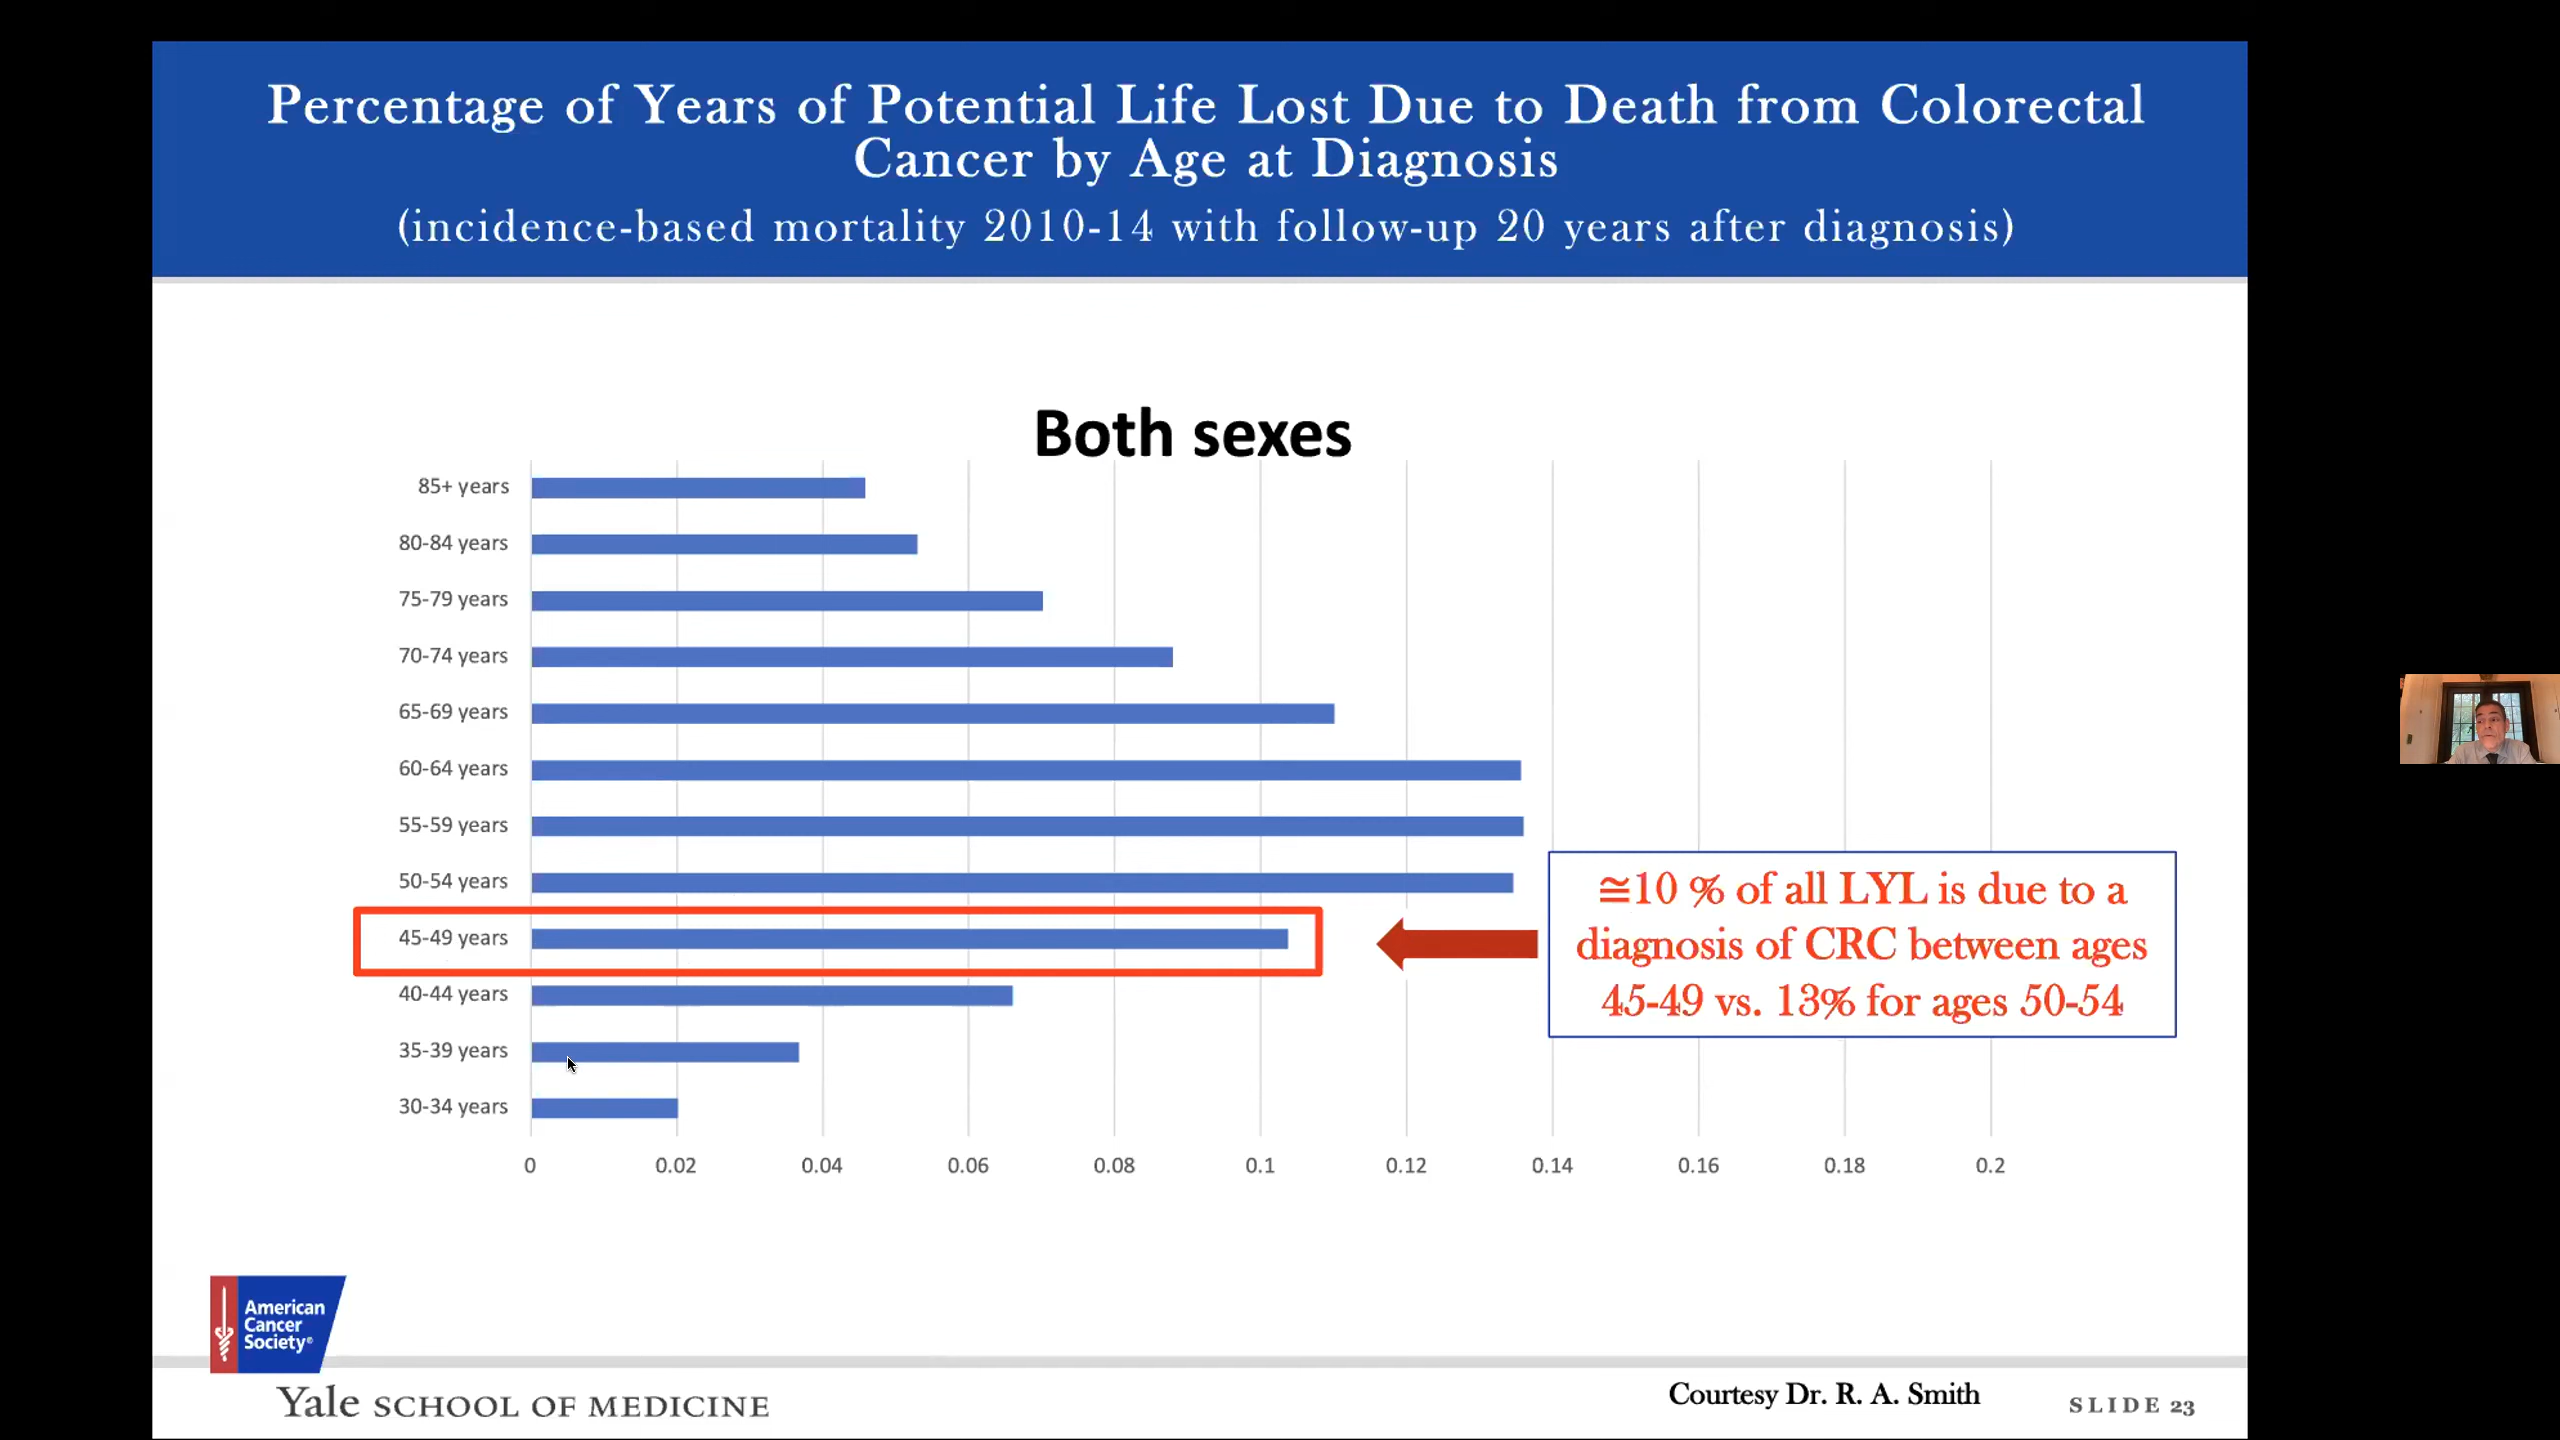 Percentage of Years of Potential Life Lost Due to Death from Colorectal
Cancer by Age at Diagnosis
(incidence-based mortality 2010-14 with follow-up 20 years after diagnosis)
Both sexes
85+ years
80-84 years
75-79 years
70-74 years
65-69 years
60-64 years
55-59 years
50-54 years
45-49 years
40-44 years
35-39 years
30-34 years
0 0.02 0.04 0.06 0.08 0.1 0.12 0.14 0.16 0.18 0.2
≅10 % of all LYL is due to a
diagnosis of CRC between ages
45-49 vs. 13% for ages 50-54
American
Cancer
Society®
Yale SCHOOL OF MEDICINE
Courtesy Dr. R. A. Smith
SLIDE 23